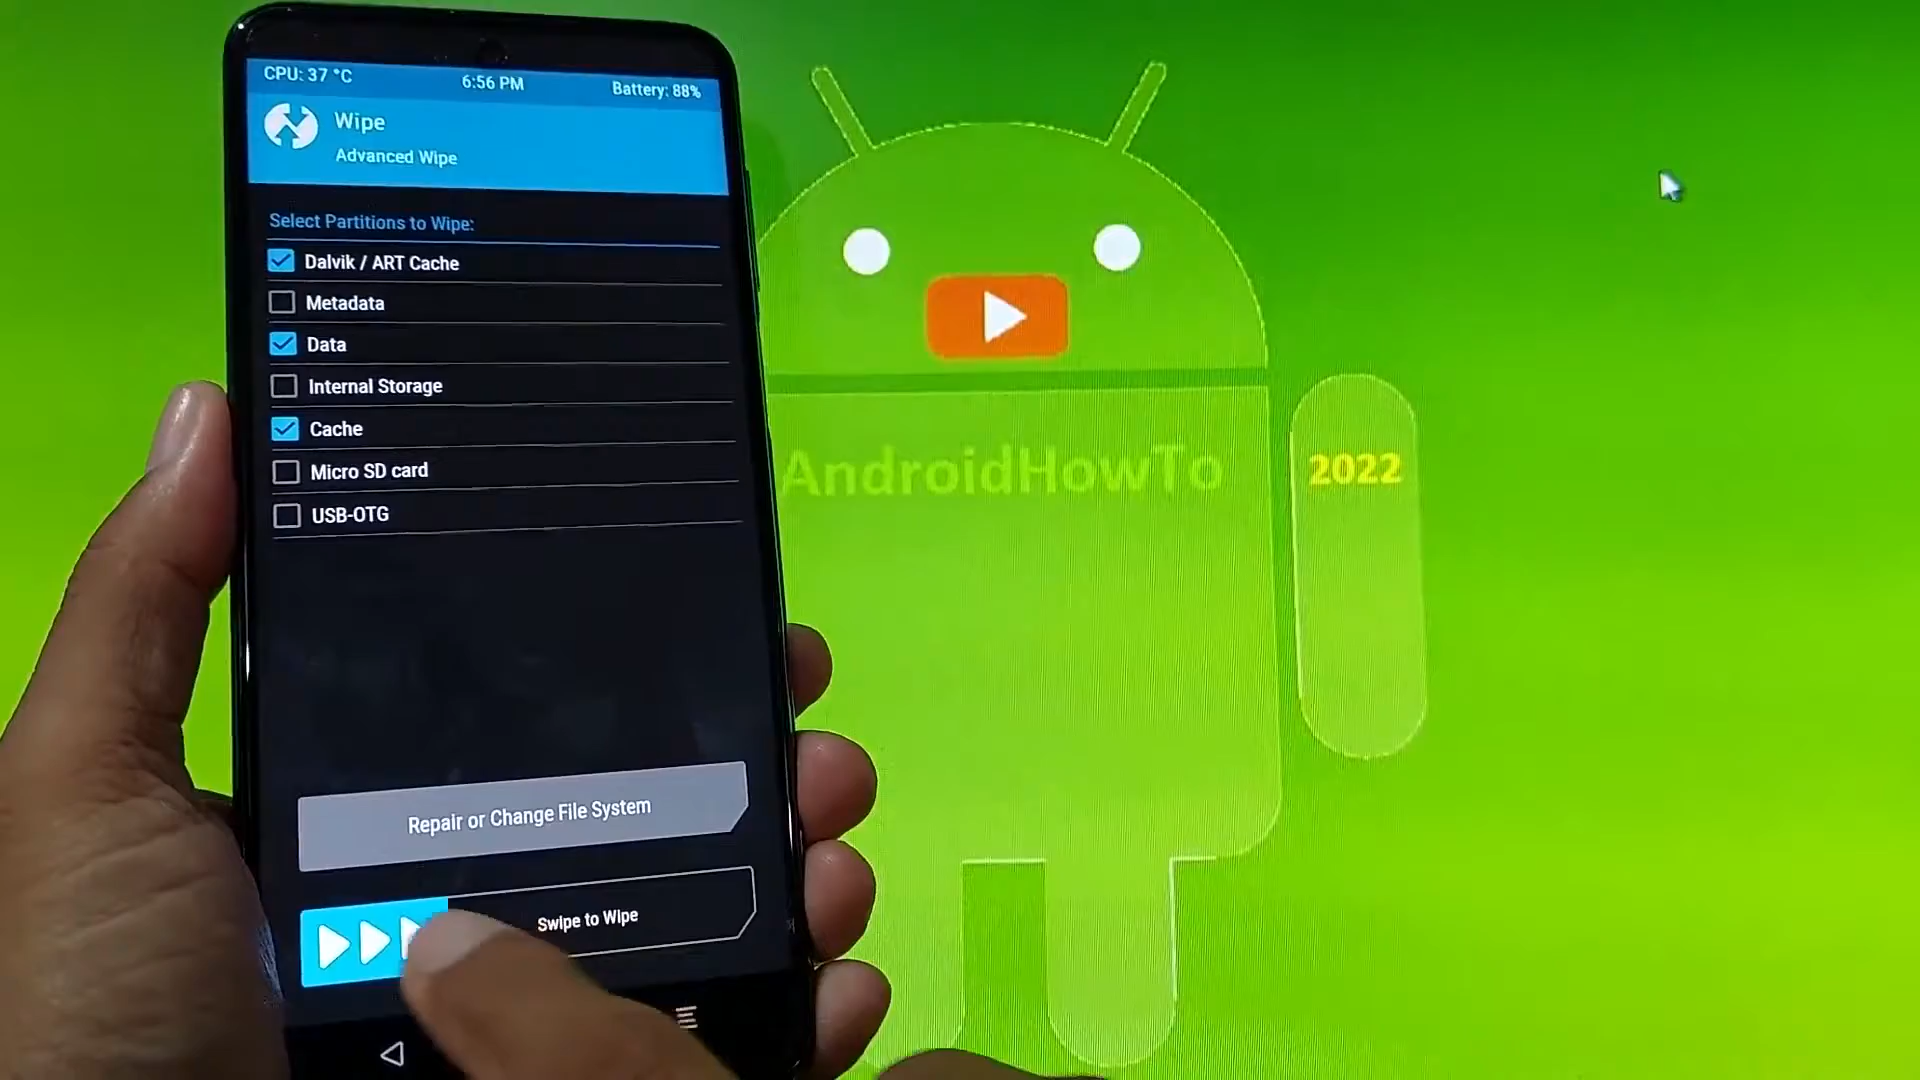 CPU: 37 °C
6:56 PM
Battery: 88%
Wipe
Advanced Wipe
Select Partitions to Wipe:
Dalvik / ART Cache
Metadata
Data
Internal Storage
Cache
Micro SD card
USB-OTG
Repair or Change File System
Swipe to Wipe
AndroidHowTo
2022